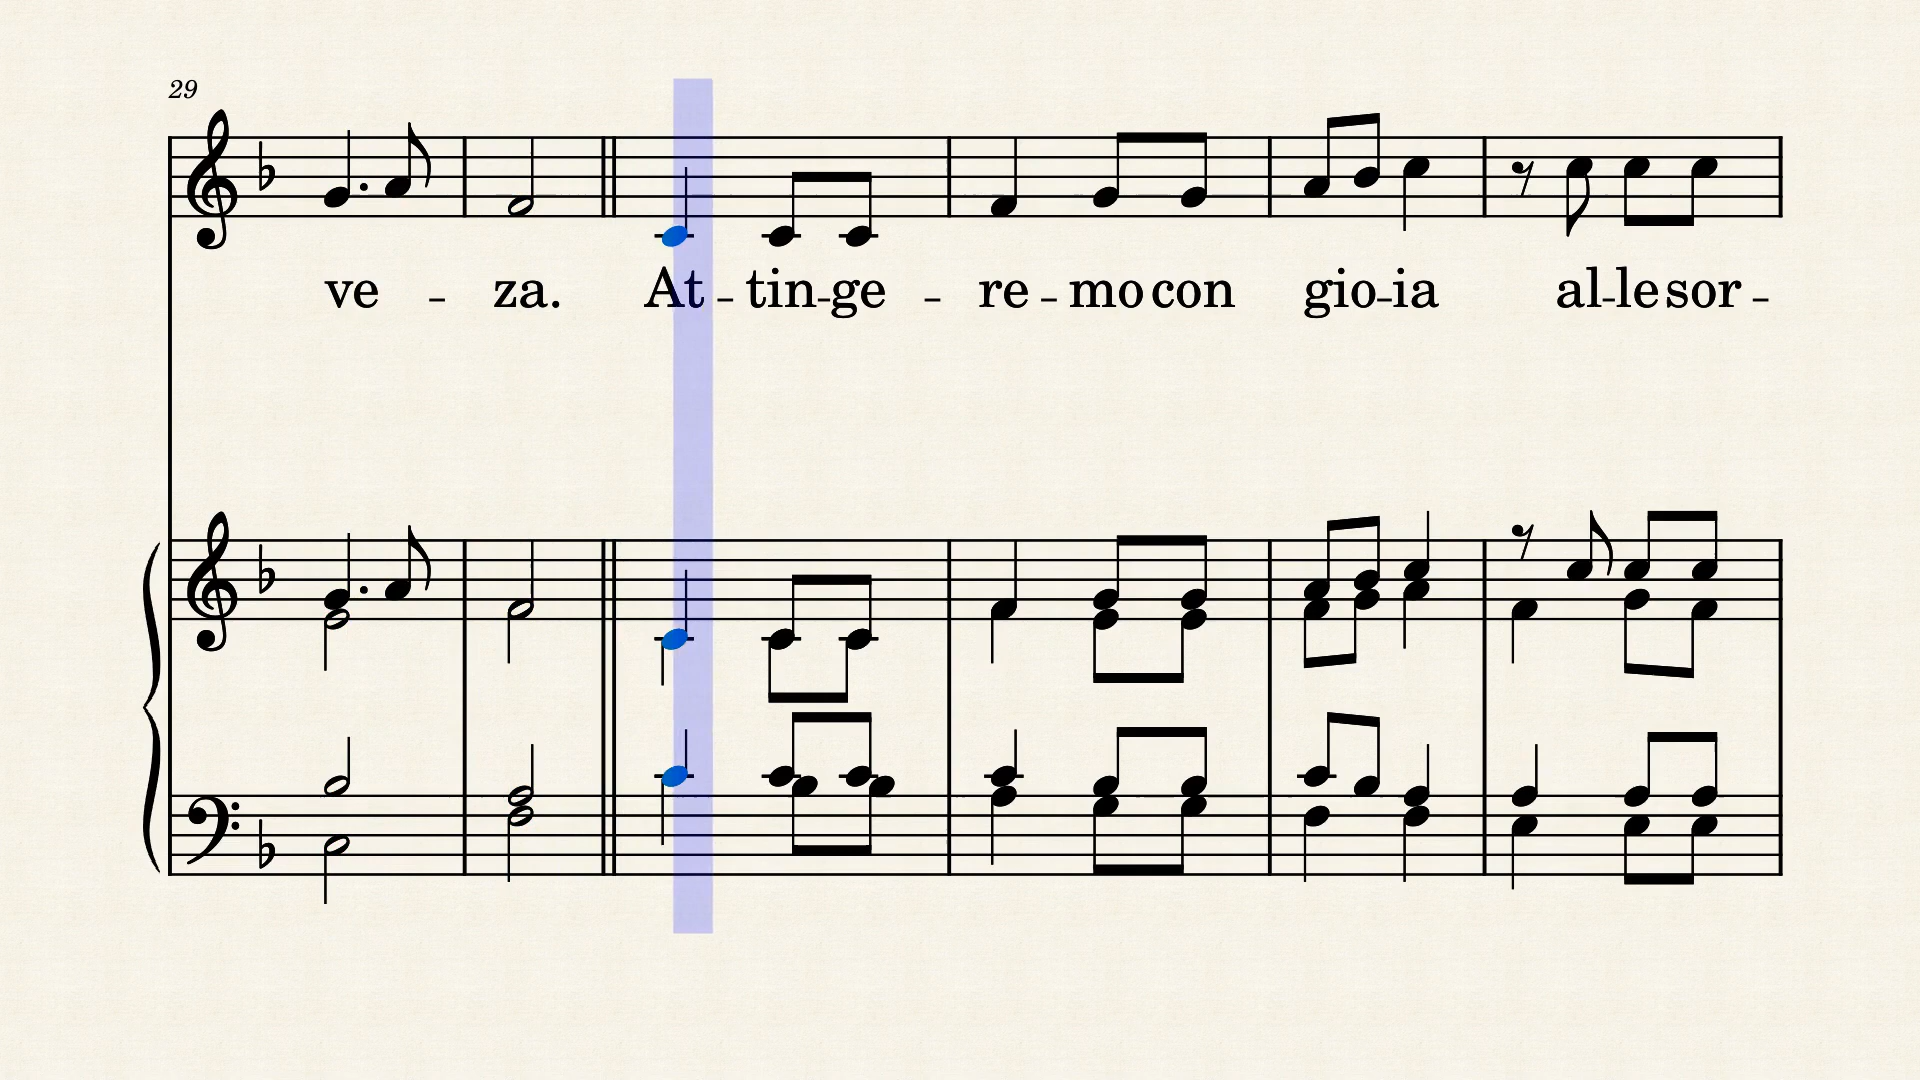 29
ve - za. At - tin-ge - re - mo con gio-ia al-le sor -